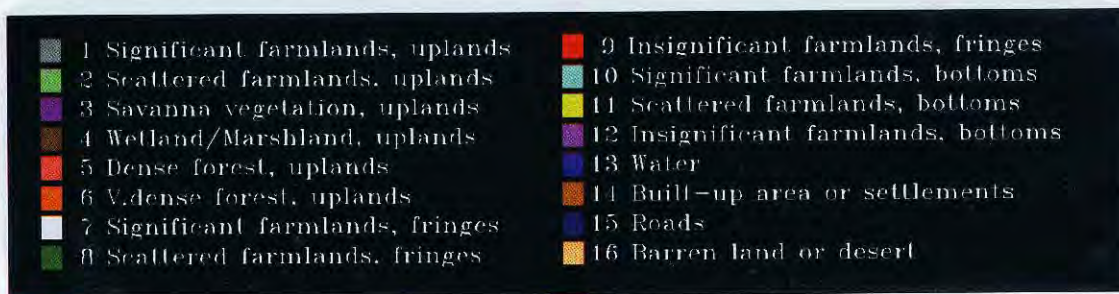 1 Significant farmlands, uplands
2 Scattered farmlands, uplands
3 Savanna vegetation, uplands
4 Wetland/Marshland, uplands
5 Dense forest, uplands
6 V.dense forest, uplands
7 Significant farmlands, fringes
8 Scattered farmlands, fringes
9 Insignificant farmlands, fringes
10 Significant farmlands, bottoms
11 Scattered farmlands, bottoms
12 Insignificant farmlands, bottoms
13 Water
14 Built-up area or settlements
15 Roads
16 Barren land or desert